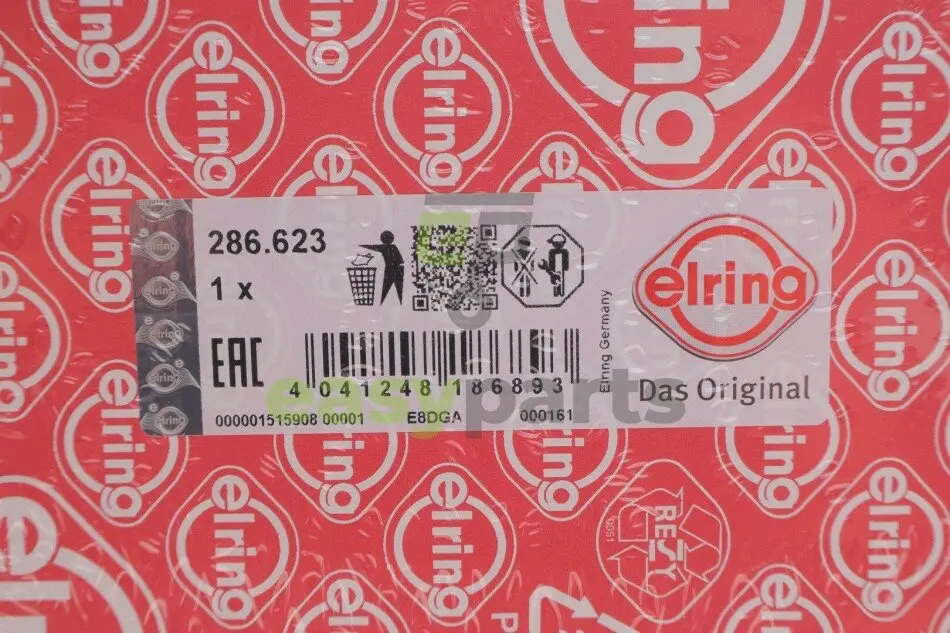 286.623
1 x
EAC
4 041248 186893
000001515908 00001 E8DGA 000161
Elring Germany
elring
Das Original
easyparts
RESY